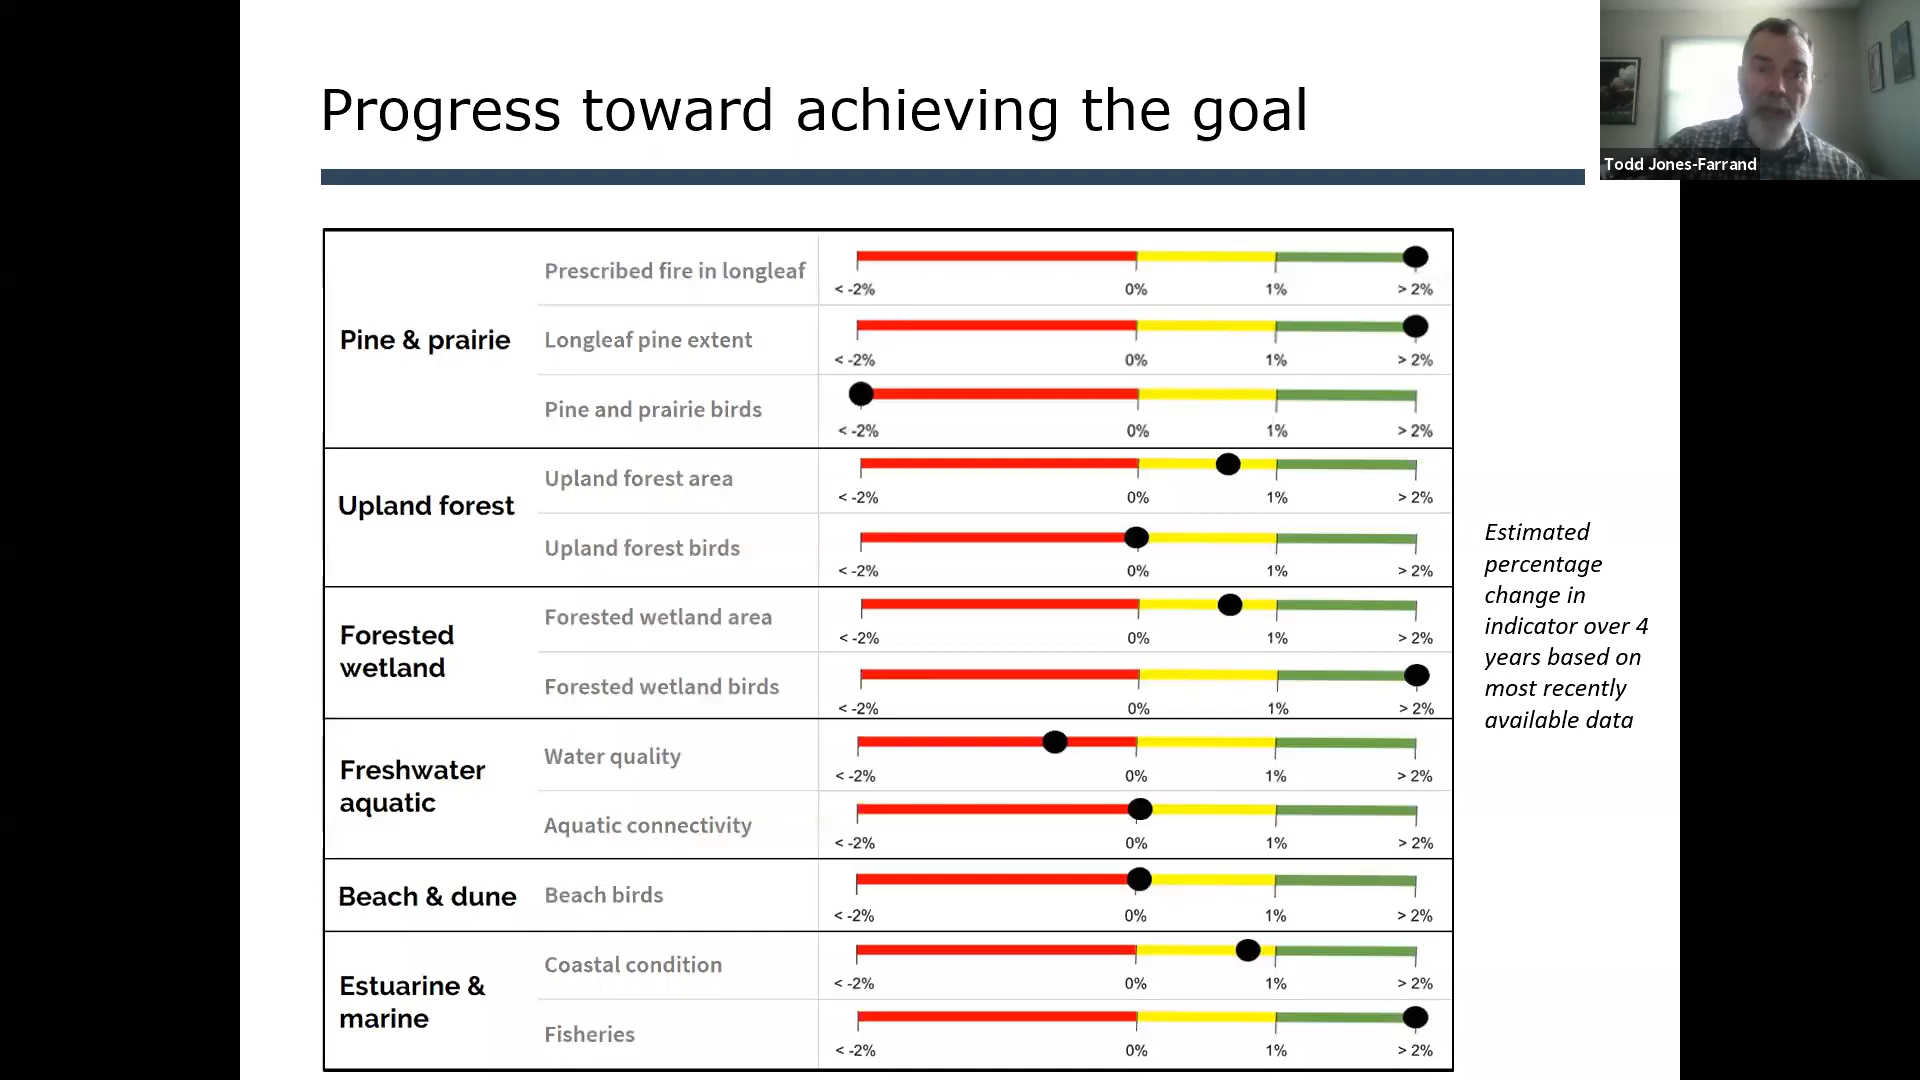 Progress toward achieving the goal
Todd Jones-Farrand
Pine & prairie
Prescribed fire in longleaf
< -2% 0% 1% > 2%
Longleaf pine extent
< -2% 0% 1% > 2%
Pine and prairie birds
< -2% 0% 1% > 2%
Upland forest
Upland forest area
< -2% 0% 1% > 2%
Upland forest birds
< -2% 0% 1% > 2%
Forested
wetland
Forested wetland area
< -2% 0% 1% > 2%
Forested wetland birds
< -2% 0% 1% > 2%
Freshwater
aquatic
Water quality
< -2% 0% 1% > 2%
Aquatic connectivity
< -2% 0% 1% > 2%
Beach & dune
Beach birds
< -2% 0% 1% > 2%
Estuarine &
marine
Coastal condition
< -2% 0% 1% > 2%
Fisheries
< -2% 0% 1% > 2%
Estimated
percentage
change in
indicator over 4
years based on
most recently
available data